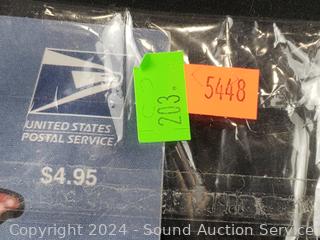 UNITED STATES
POSTAL SERVICE
$4.95
203.
5448
Copyright 2024 - Sound Auction Service